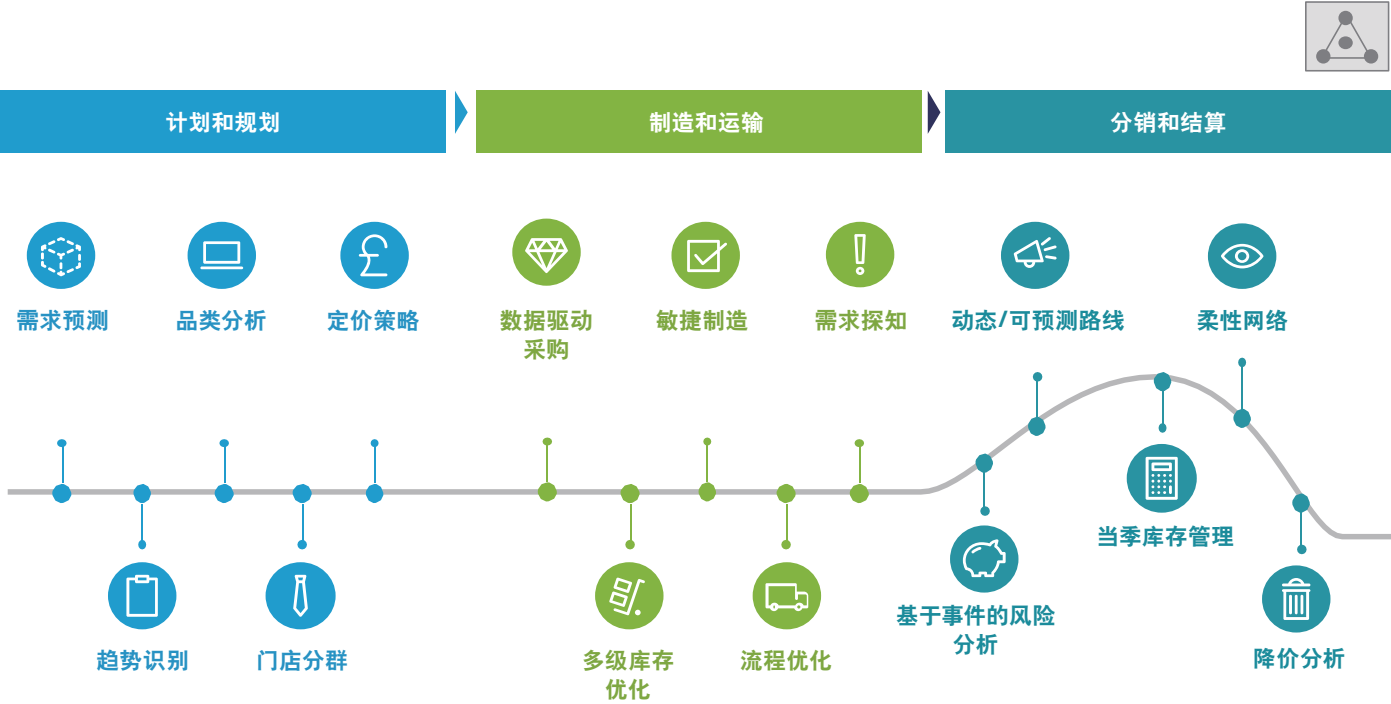 计划和规划
制造和运输
分销和结算
需求预测
品类分析
定价策略
数据驱动
采购
敏捷制造
需求探知
动态/可预测路线
柔性网络
趋势识别
门店分群
多级库存
优化
流程优化
基于事件的风险
分析
当季库存管理
降价分析